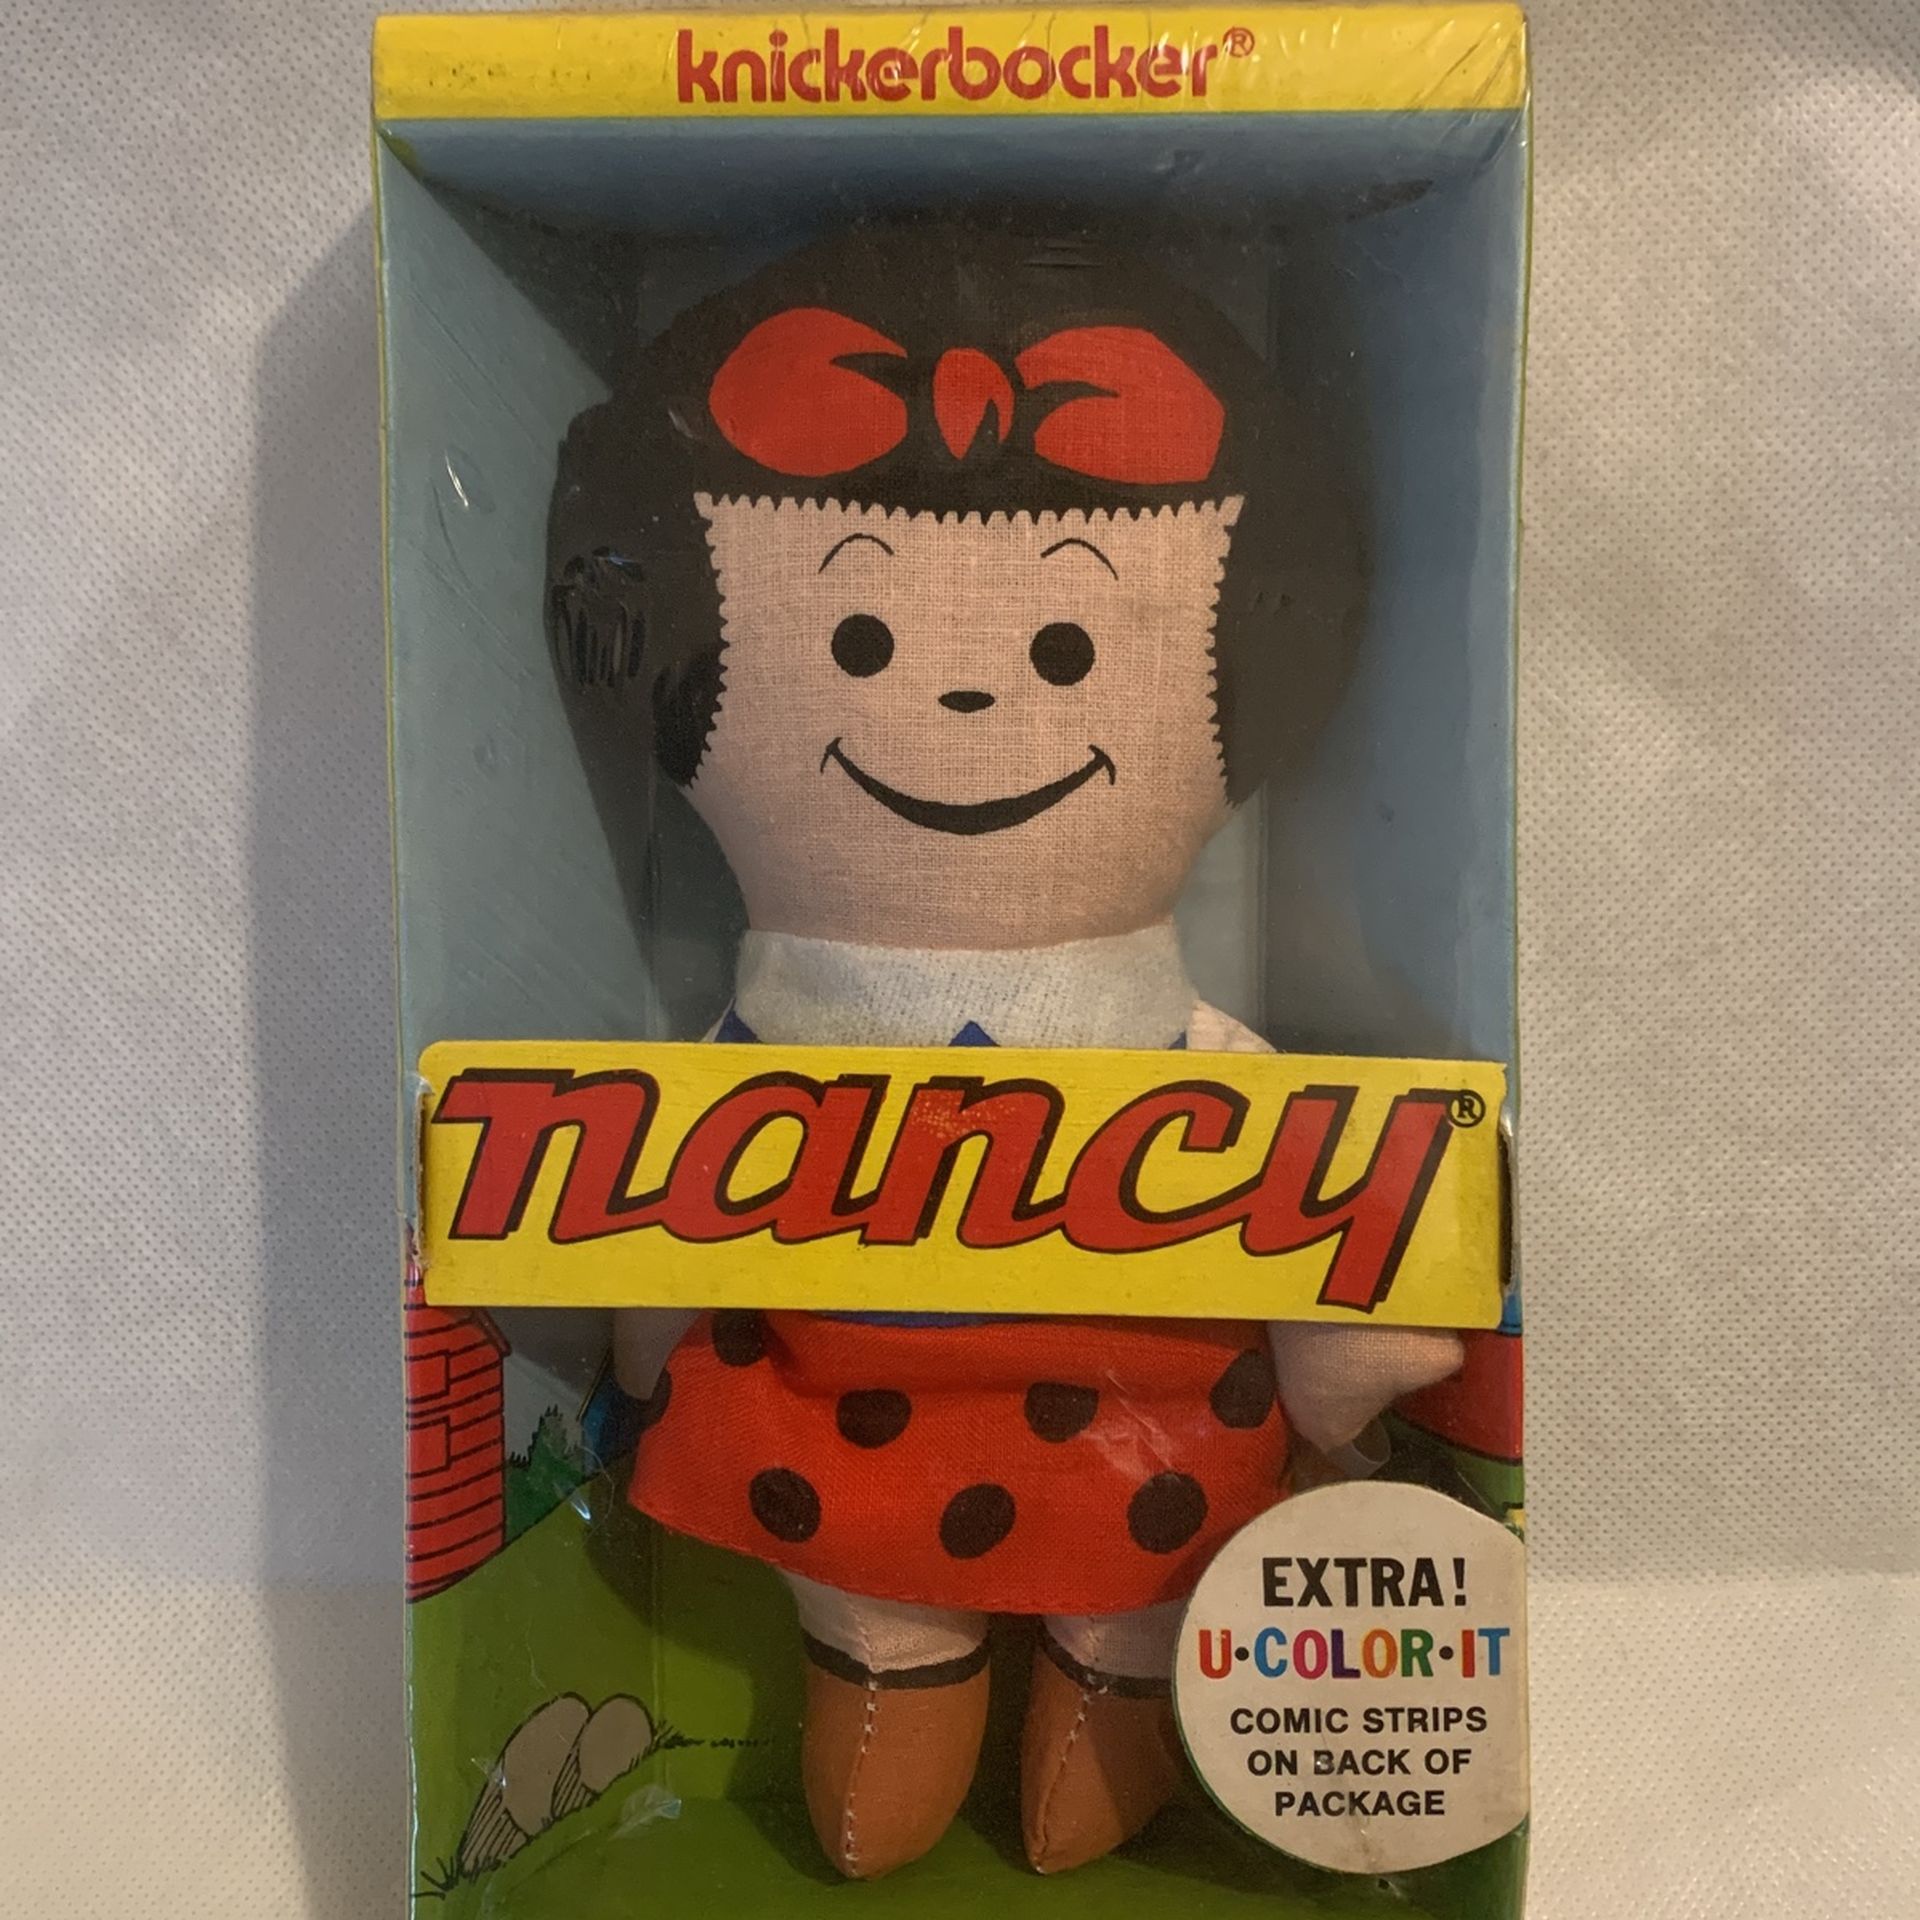 knickerbocker®
nancy®
EXTRA!
U·COLOR·IT
COMIC STRIPS
ON BACK OF
PACKAGE